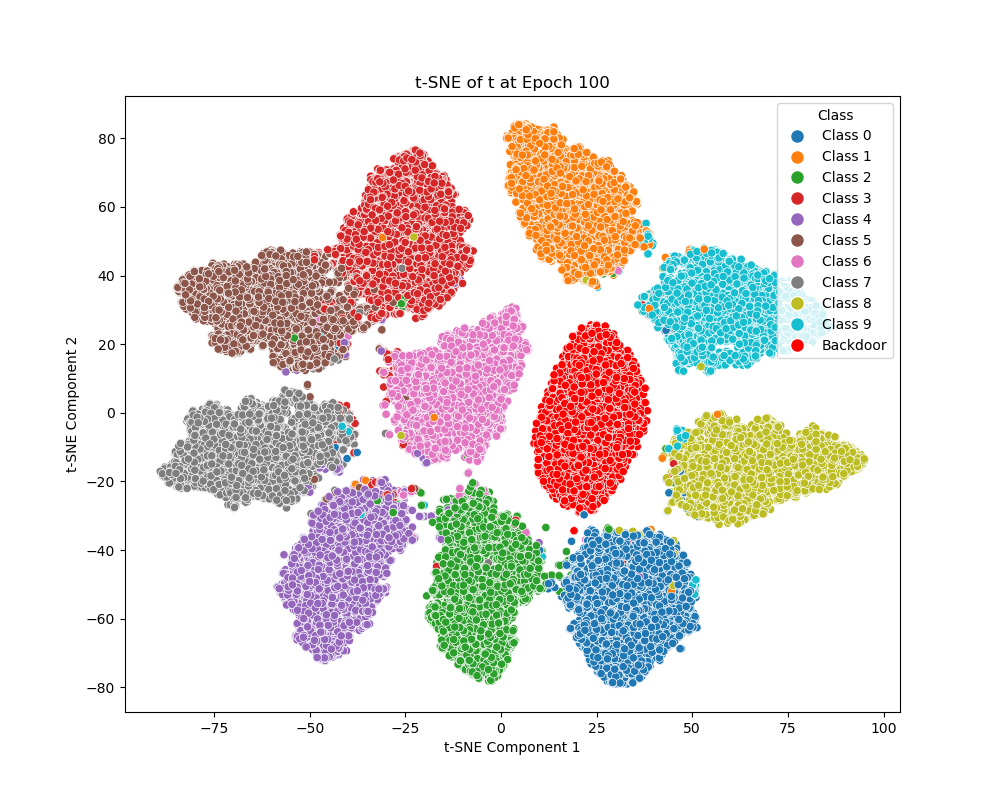 t-SNE of t at Epoch 100
Class
Class 0
Class 1
Class 2
Class 3
Class 4
Class 5
Class 6
Class 7
Class 8
Class 9
Backdoor
80
60
40
20
0
−20
−40
−60
−80
t-SNE Component 2
−75
−50
−25
0
25
50
75
100
t-SNE Component 1